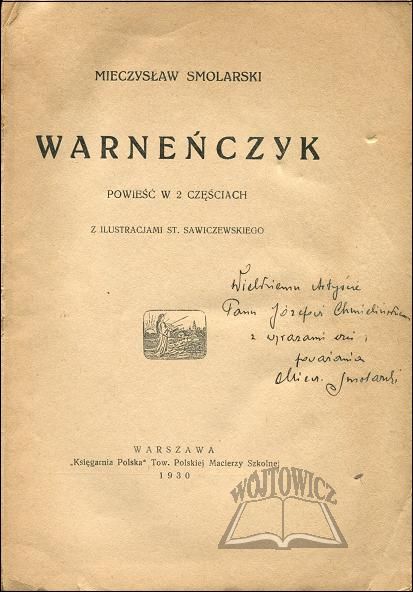 MIECZYSŁAW SMOLARSKI
WARNEŃCZYK
POWIEŚĆ W 2 CZĘŚCIACH
Z ILUSTRACJAMI ST. SAWICZEWSKIEGO
Wielkiemu Artyście
Panu Józefowi Chmielińskiemu
z wyrazami czci i
poważania
Miecz. Smolarski
WARSZAWA
„Księgarnia Polska" Tow. Polskiej Macierzy Szkolnej
1930
WÓJTOWICZ